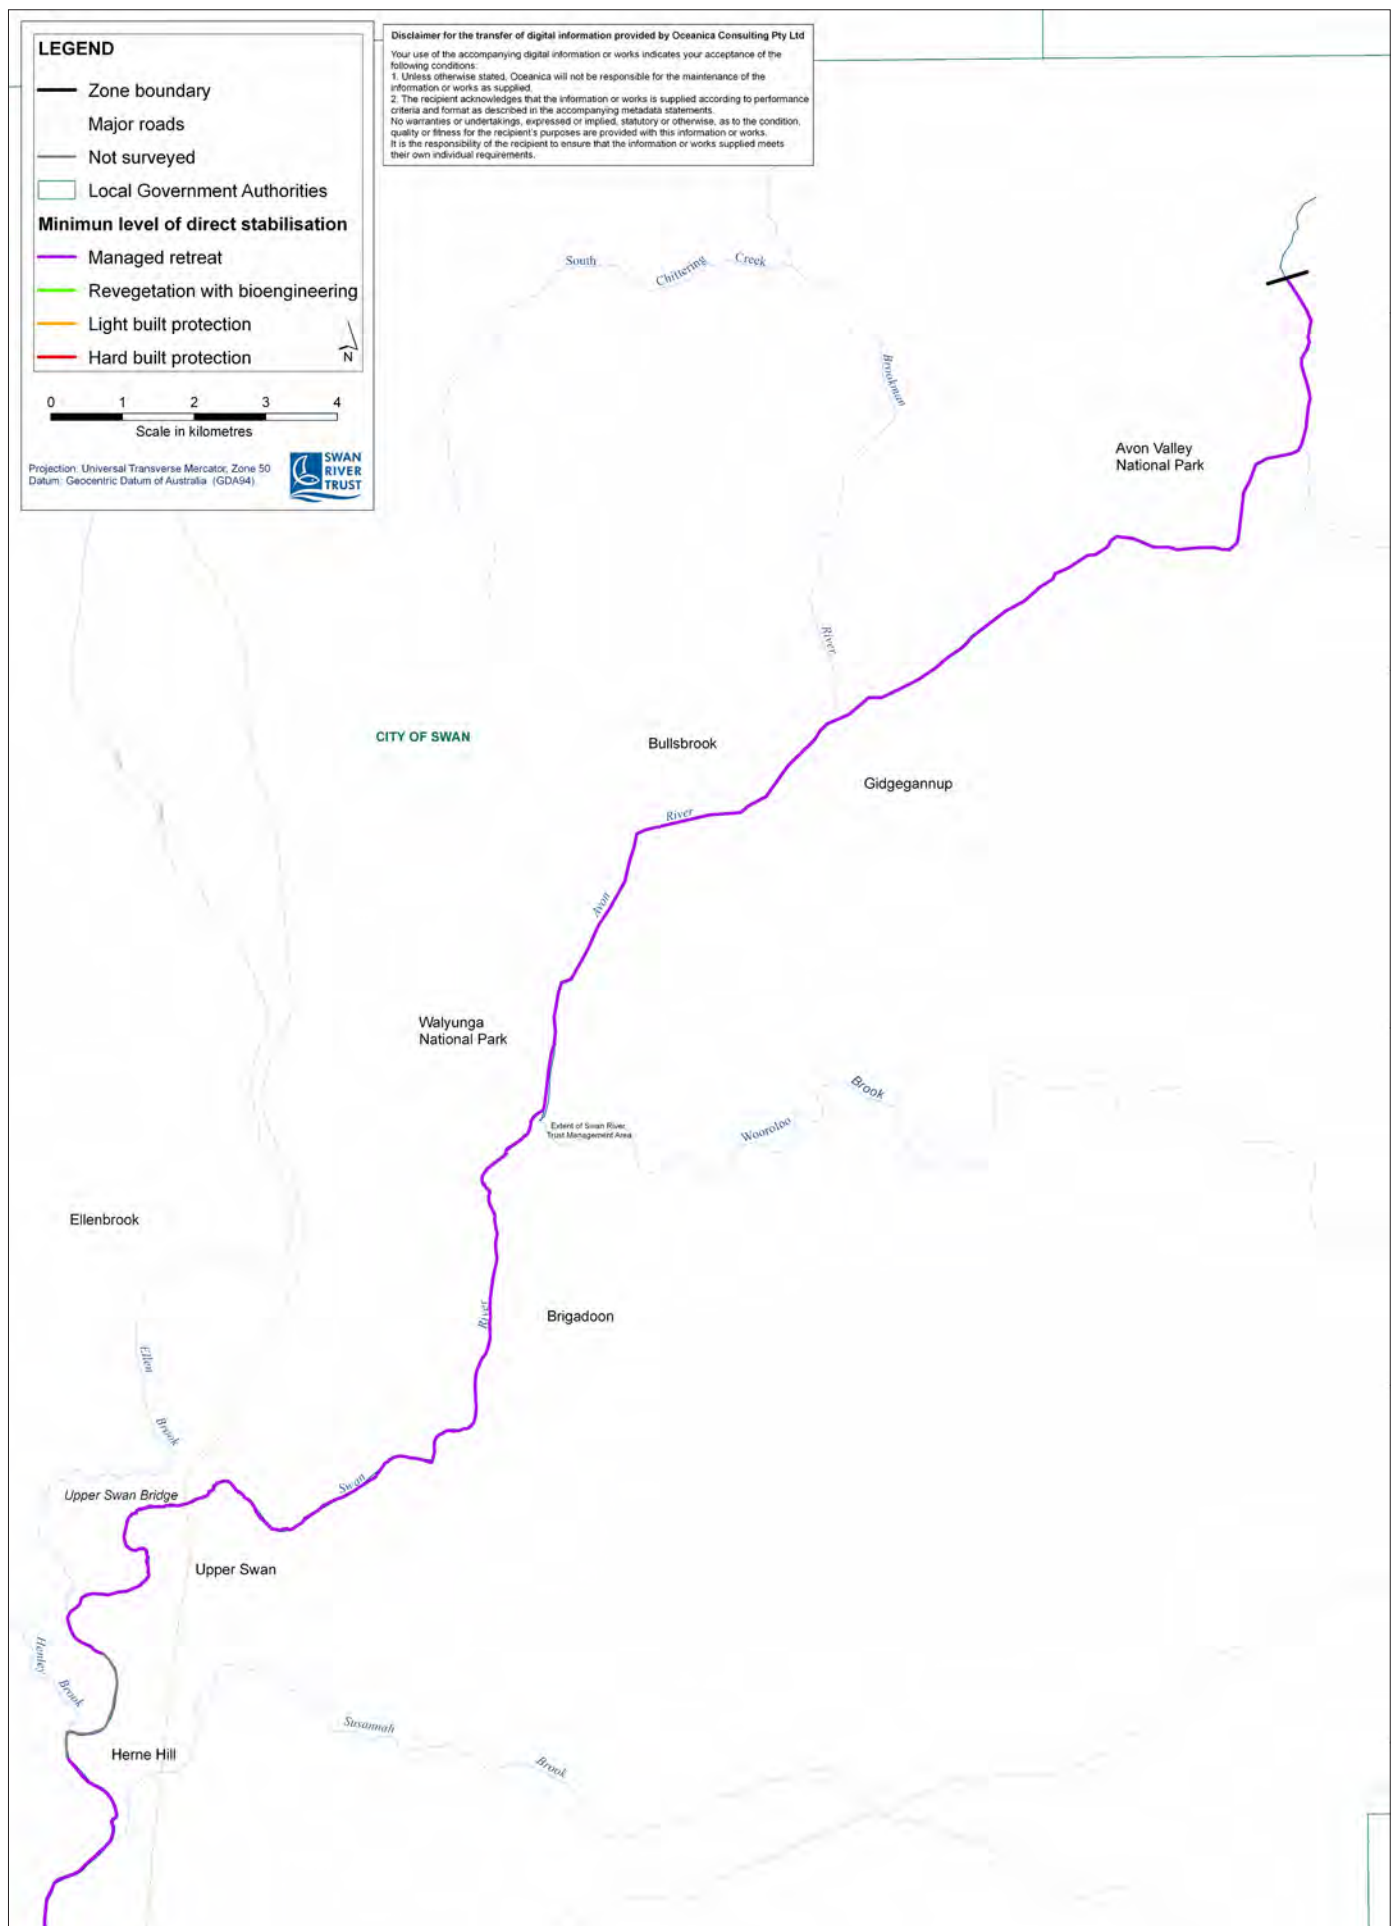 LEGEND
Zone boundary
Major roads
Not surveyed
Local Government Authorities
Minimun level of direct stabilisation
Managed retreat
Revegetation with bioengineering
Light built protection
Hard built protection
N
0 1 2 3 4
Scale in kilometres
Projection: Universal Transverse Mercator, Zone 50
Datum: Geocentric Datum of Australia (GDA94).
SWAN
RIVER
TRUST
Disclaimer for the transfer of digital information provided by Oceanica Consulting Pty Ltd
Your use of the accompanying digital information or works indicates your acceptance of the
following conditions:
1. Unless otherwise stated, Oceanica will not be responsible for the maintenance of the
information or works as supplied.
2. The recipient acknowledges that the information or works is supplied according to performance
criteria and format as described in the accompanying metadata statements.
No warranties or undertakings, expressed or implied, statutory or otherwise, as to the condition,
quality or fitness for the recipient's purposes are provided with this information or works.
It is the responsibility of the recipient to ensure that the information or works supplied meets
their own individual requirements.
South Chittering Creek
Brookman
River
Avon Valley
National Park
CITY OF SWAN
Bullsbrook
Gidgegannup
River
Avon
Walyunga
National Park
Extent of Swan River
Trust Management Area
Wooroloo Brook
Ellenbrook
River
Brigadoon
Ellen
Brook
Swan
Upper Swan Bridge
Upper Swan
Henley
Brook
Susannah
Brook
Herne Hill